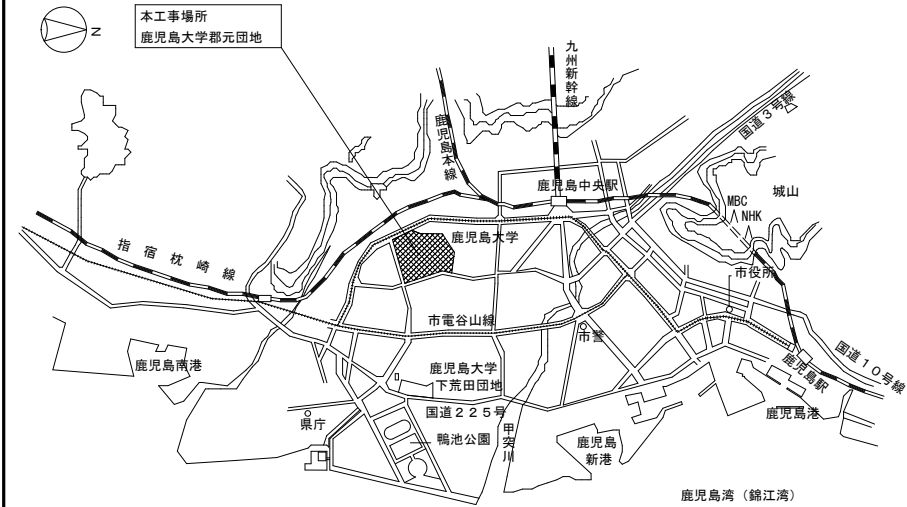 本工事場所
鹿児島大学郡元団地
N
九州新幹線
国道3号線
鹿児島本線
鹿児島中央駅
城山
MBC
NHK
鹿児島大学
指宿枕崎線
市役所
市電谷山線
市警
国道10号線
鹿児島駅
鹿児島南港
鹿児島大学
下荒田団地
国道225号
鹿児島港
県庁
鴨池公園
甲突川
鹿児島
新港
鹿児島湾（錦江湾）